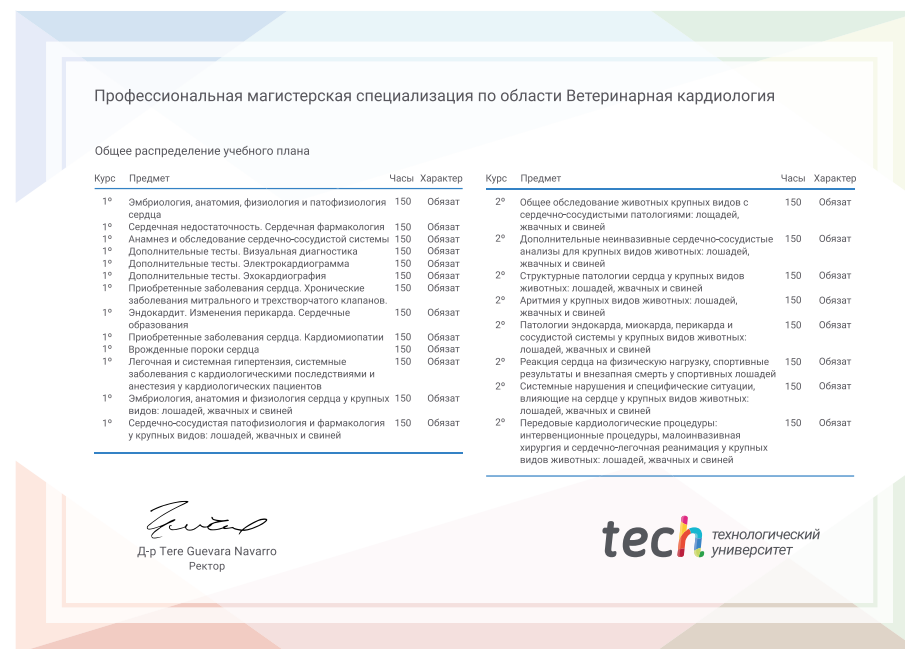 Профессиональная магистерская специализация по области Ветеринарная кардиология
Общее распределение учебного плана
Курс Предмет Часы Характер
1º Эмбриология, анатомия, физиология и патофизиология 150 Обязат
сердца
1º Сердечная недостаточность. Сердечная фармакология 150 Обязат
1º Анамнез и обследование сердечно-сосудистой системы 150 Обязат
1º Дополнительные тесты. Визуальная диагностика 150 Обязат
1º Дополнительные тесты. Электрокардиограмма 150 Обязат
1º Дополнительные тесты. Эхокардиография 150 Обязат
1º Приобретенные заболевания сердца. Хронические 150 Обязат
заболевания митрального и трехстворчатого клапанов.
1º Эндокардит. Изменения перикарда. Сердечные 150 Обязат
образования
1º Приобретенные заболевания сердца. Кардиомиопатии 150 Обязат
1º Врожденные пороки сердца 150 Обязат
1º Легочная и системная гипертензия, системные 150 Обязат
заболевания с кардиологическими последствиями и
анестезия у кардиологических пациентов
1º Эмбриология, анатомия и физиология сердца у крупных 150 Обязат
видов: лошадей, жвачных и свиней
1º Сердечно-сосудистая патофизиология и фармакология 150 Обязат
у крупных видов: лошадей, жвачных и свиней
Курс Предмет Часы Характер
2º Общее обследование животных крупных видов с 150 Обязат
сердечно-сосудистыми патологиями: лощадей,
жвачных и свиней
2º Дополнительные неинвазивные сердечно-сосудистые 150 Обязат
анализы для крупных видов животных: лошадей,
жвачных и свиней
2º Структурные патологии сердца у крупных видов 150 Обязат
животных: лошадей, жвачных и свиней
2º Аритмия у крупных видов животных: лошадей, 150 Обязат
жвачных и свиней
2º Патологии эндокарда, миокарда, перикарда и 150 Обязат
сосудистой системы у крупных видов животных:
лошадей, жвачных и свиней
2º Реакция сердца на физическую нагрузку, спортивные 150 Обязат
результаты и внезапная смерть у спортивных лошадей
2º Системные нарушения и специфические ситуации, 150 Обязат
влияющие на сердце у крупных видов животных:
лошадей, жвачных и свиней
2º Передовые кардиологические процедуры: 150 Обязат
интервенционные процедуры, малоинвазивная
хирургия и сердечно-легочная реанимация у крупных
видов животных: лошадей, жвачных и свиней
Д-р Tere Guevara Navarro
Ректор
tech технологический
университет